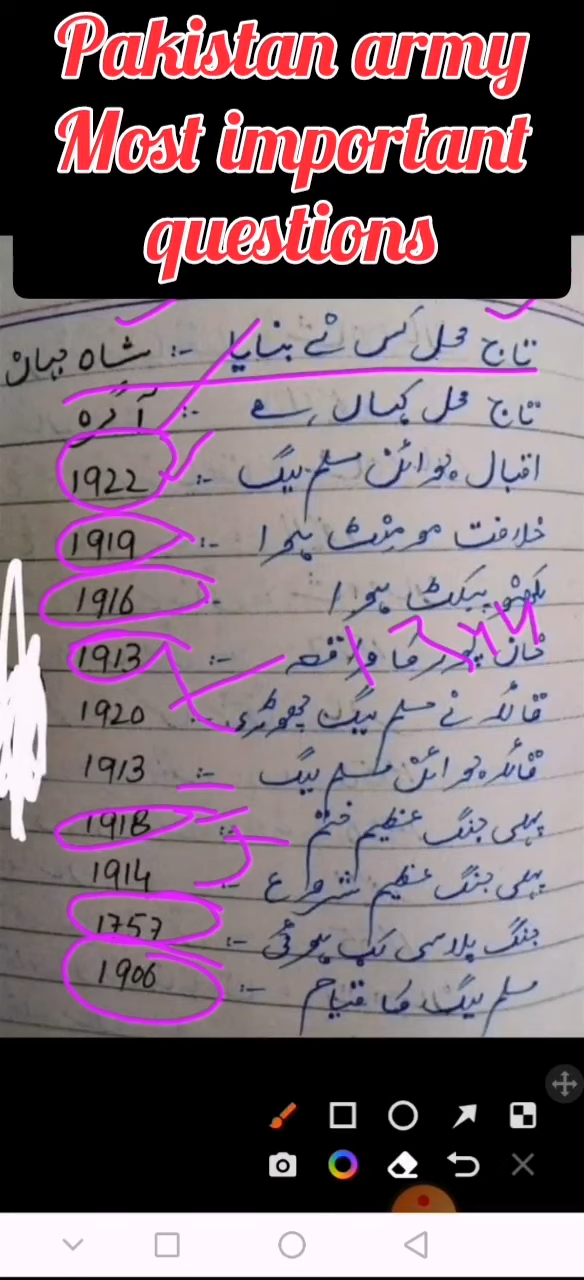 Pakistan army
Most important
questions
تاج محل کس نے بنایا :- شاہ جہاں
تاج محل کہاں ہے :- آگرہ
اقبال جوائن مسلم لیگ :- 1922
خلافت مومنٹ ہوا :- 1919
لکھنو پیکٹ ہوا :- 1916
کان پور کا واقعہ :- 1913
قائد نے مسلم لیگ چھوڑی :- 1920
قائد جوائن مسلم لیگ :- 1913
پہلی جنگ عظیم ختم :- 1918
پہلی جنگ عظیم شروع :- 1914
جنگ پلاسی کب ہوئی :- 1757
مسلم لیگ کا قیام :- 1906